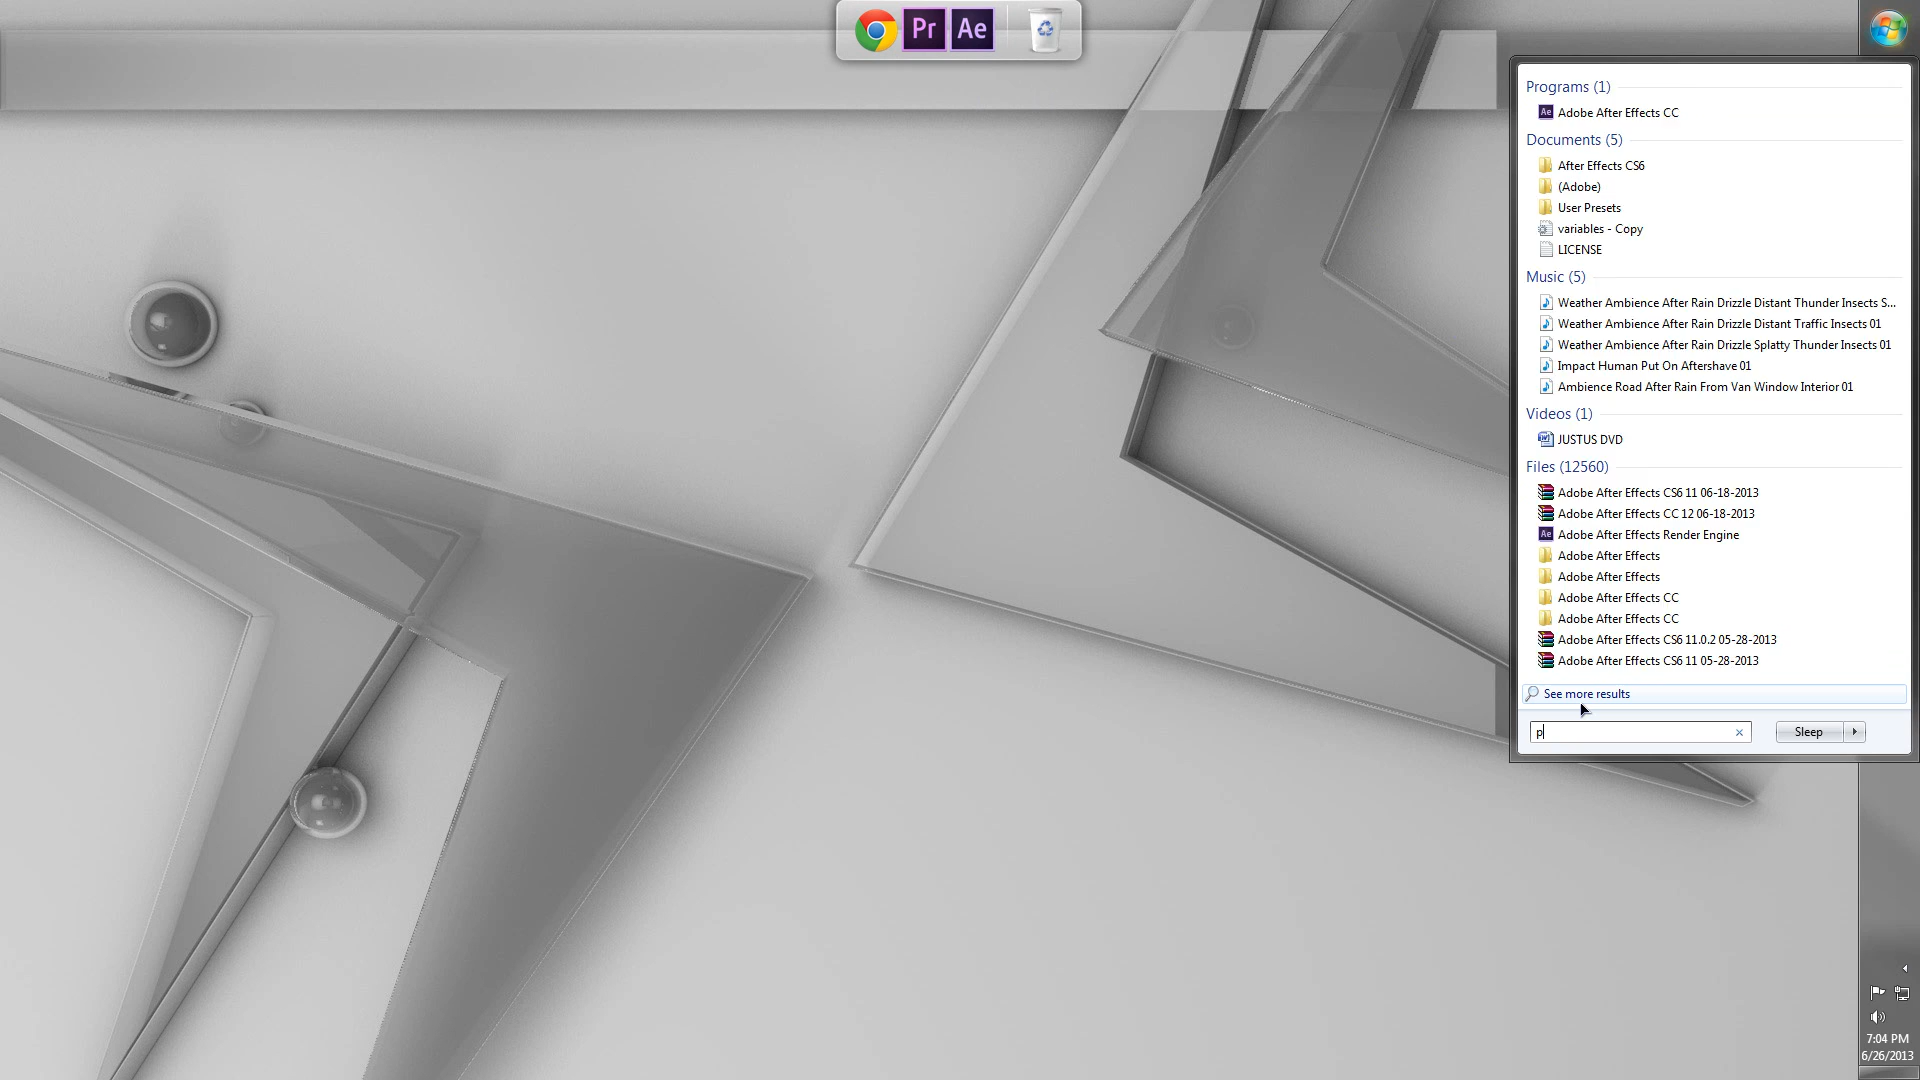 Pr Ae
Programs (1)
Ae Adobe After Effects CC
Documents (5)
After Effects CS6
(Adobe)
User Presets
variables - Copy
LICENSE
Music (5)
Weather Ambience After Rain Drizzle Distant Thunder Insects S...
Weather Ambience After Rain Drizzle Distant Traffic Insects 01
Weather Ambience After Rain Drizzle Splatty Thunder Insects 01
Impact Human Put On Aftershave 01
Ambience Road After Rain From Van Window Interior 01
Videos (1)
JUSTUS DVD
Files (12560)
Adobe After Effects CS6 11 06-18-2013
Adobe After Effects CC 12 06-18-2013
Ae Adobe After Effects Render Engine
Adobe After Effects
Adobe After Effects
Adobe After Effects CC
Adobe After Effects CC
Adobe After Effects CS6 11.0.2 05-28-2013
Adobe After Effects CS6 11 05-28-2013
See more results
p
Sleep
7:04 PM
6/26/2013